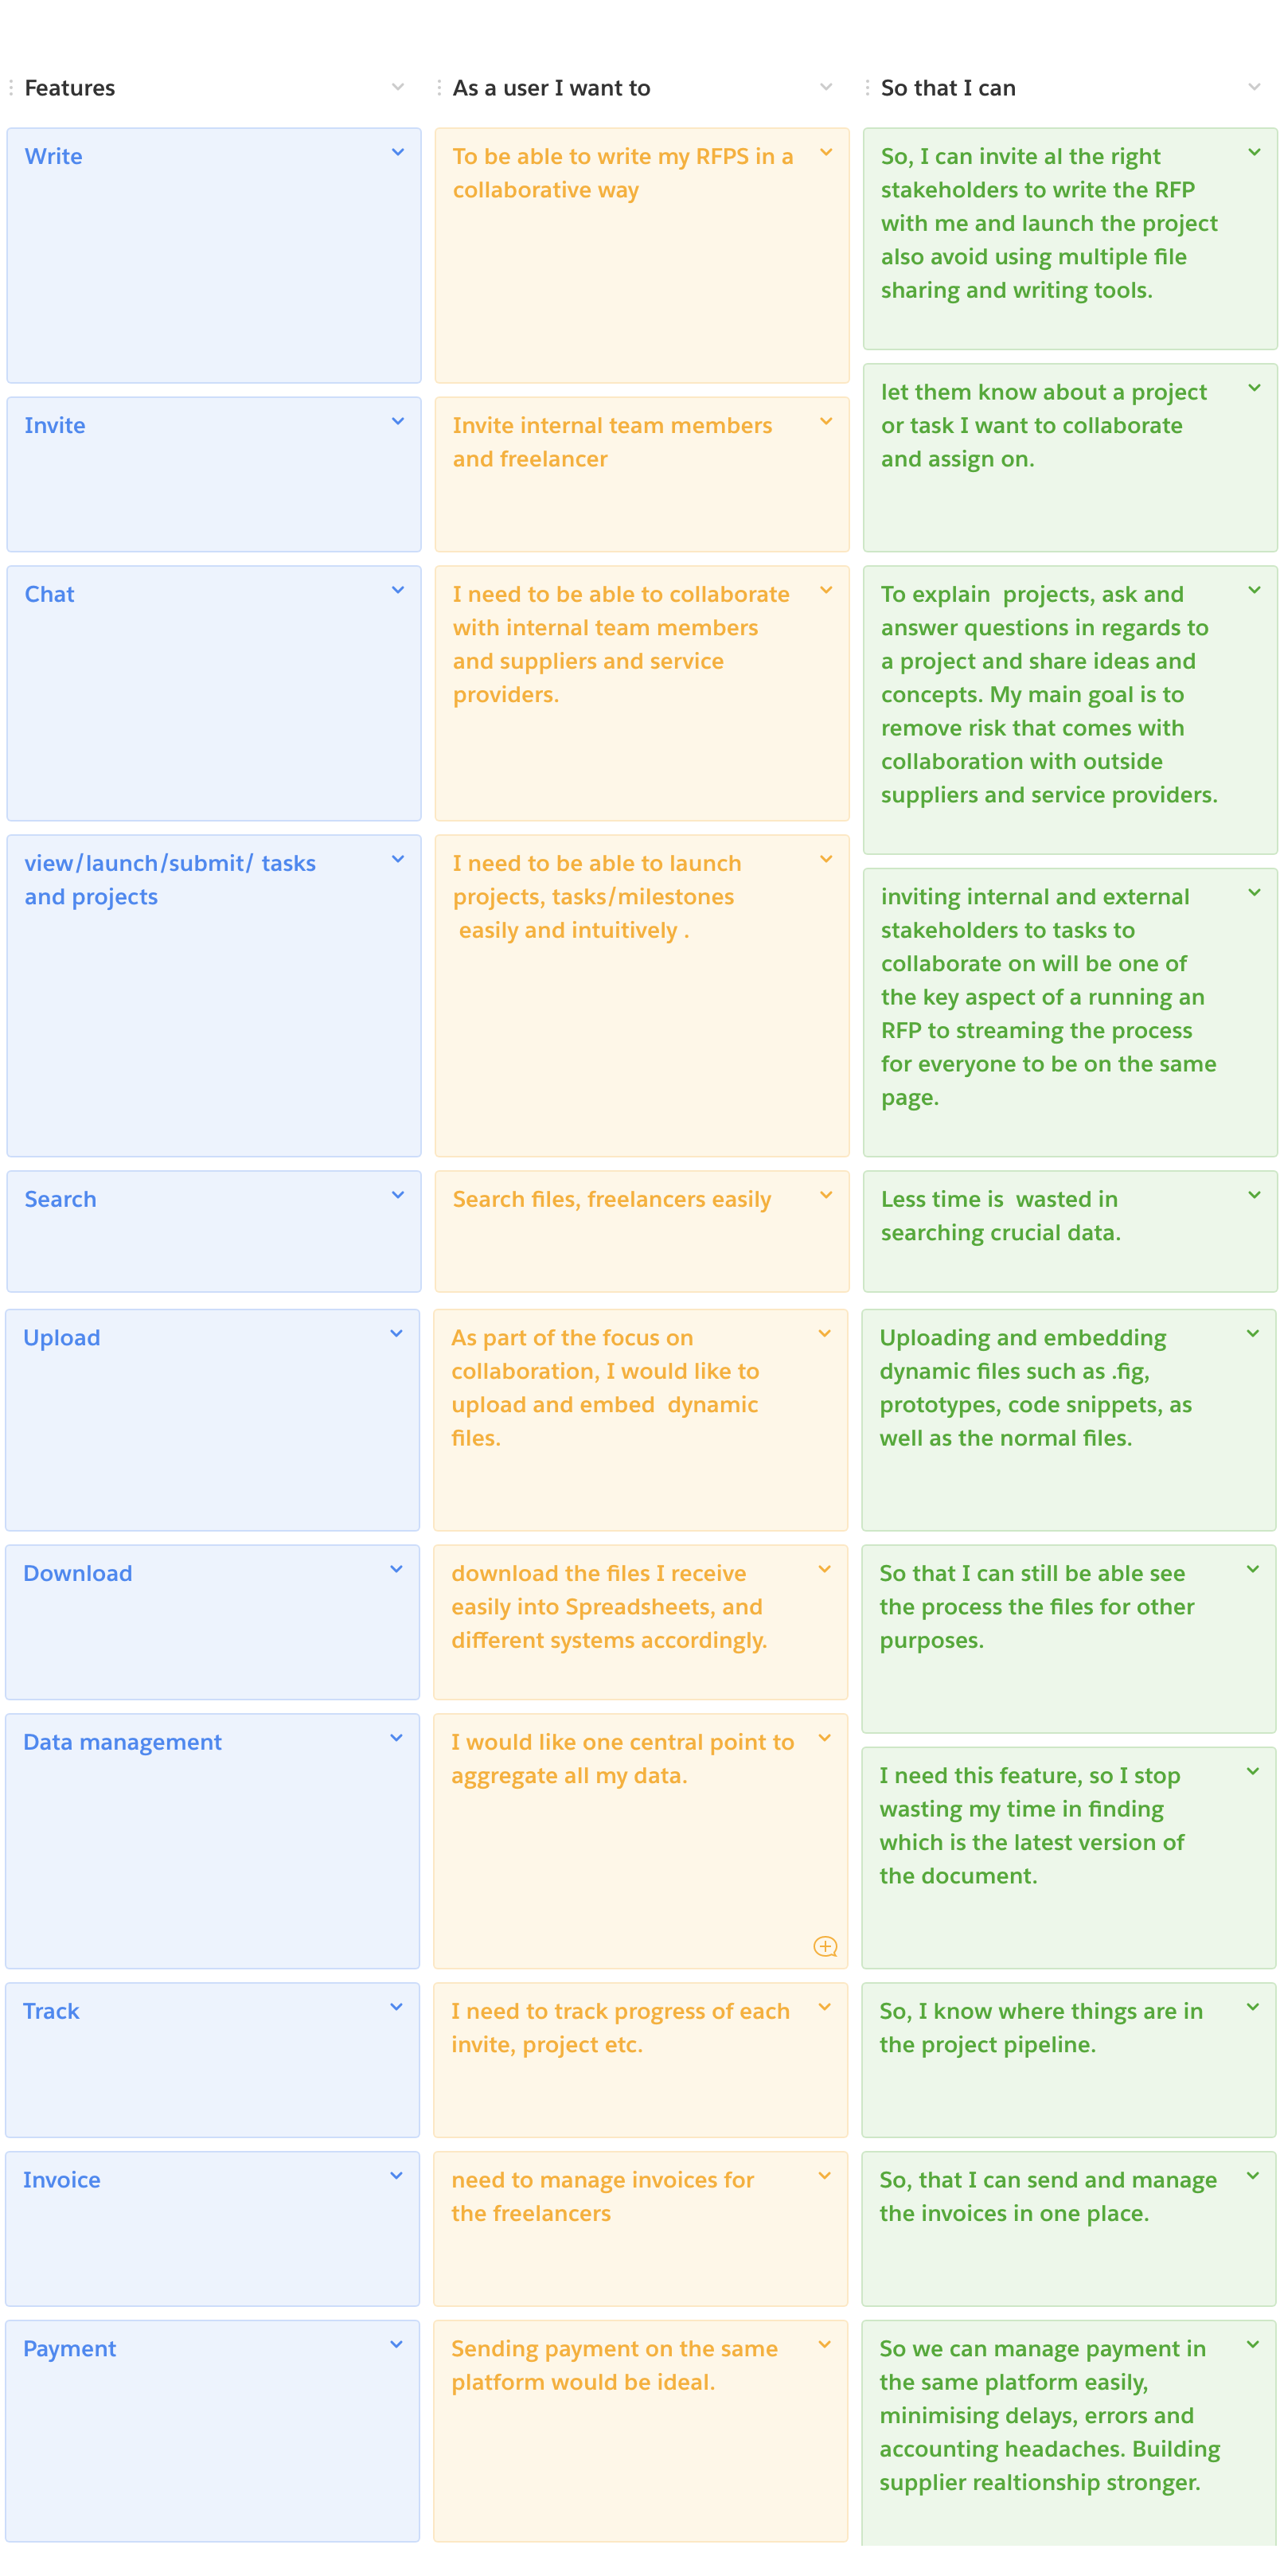 Features
As a user I want to
So that I can
Write
To be able to write my RFPS in a
collaborative way
So, I can invite al the right
stakeholders to write the RFP
with me and launch the project
also avoid using multiple file
sharing and writing tools.
Invite
Invite internal team members
and freelancer
let them know about a project
or task I want to collaborate
and assign on.
Chat
I need to be able to collaborate
with internal team members
and suppliers and service
providers.
To explain  projects, ask and
answer questions in regards to
a project and share ideas and
concepts. My main goal is to
remove risk that comes with
collaboration with outside
suppliers and service providers.
view/launch/submit/ tasks
and projects
I need to be able to launch
projects, tasks/milestones
easily and intuitively .
inviting internal and external
stakeholders to tasks to
collaborate on will be one of
the key aspect of a running an
RFP to streaming the process
for everyone to be on the same
page.
Search
Search files, freelancers easily
Less time is  wasted in
searching crucial data.
Upload
As part of the focus on
collaboration, I would like to
upload and embed  dynamic
files.
Uploading and embedding
dynamic files such as .fig,
prototypes, code snippets, as
well as the normal files.
Download
download the files I receive
easily into Spreadsheets, and
different systems accordingly.
So that I can still be able see
the process the files for other
purposes.
Data management
I would like one central point to
aggregate all my data.
I need this feature, so I stop
wasting my time in finding
which is the latest version of
the document.
Track
I need to track progress of each
invite, project etc.
So, I know where things are in
the project pipeline.
Invoice
need to manage invoices for
the freelancers
So, that I can send and manage
the invoices in one place.
Payment
Sending payment on the same
platform would be ideal.
So we can manage payment in
the same platform easily,
minimising delays, errors and
accounting headaches. Building
supplier realtionship stronger.